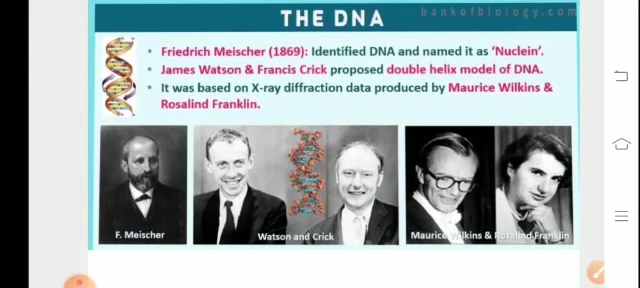 THE DNA
bankofbiology.com
• Friedrich Meischer (1869): Identified DNA and named it as ‘Nuclein’.
• James Watson & Francis Crick proposed double helix model of DNA.
• It was based on X-ray diffraction data produced by Maurice Wilkins &
Rosalind Franklin.
F. Meischer
Watson and Crick
Maurice Wilkins & Rosalind Franklin